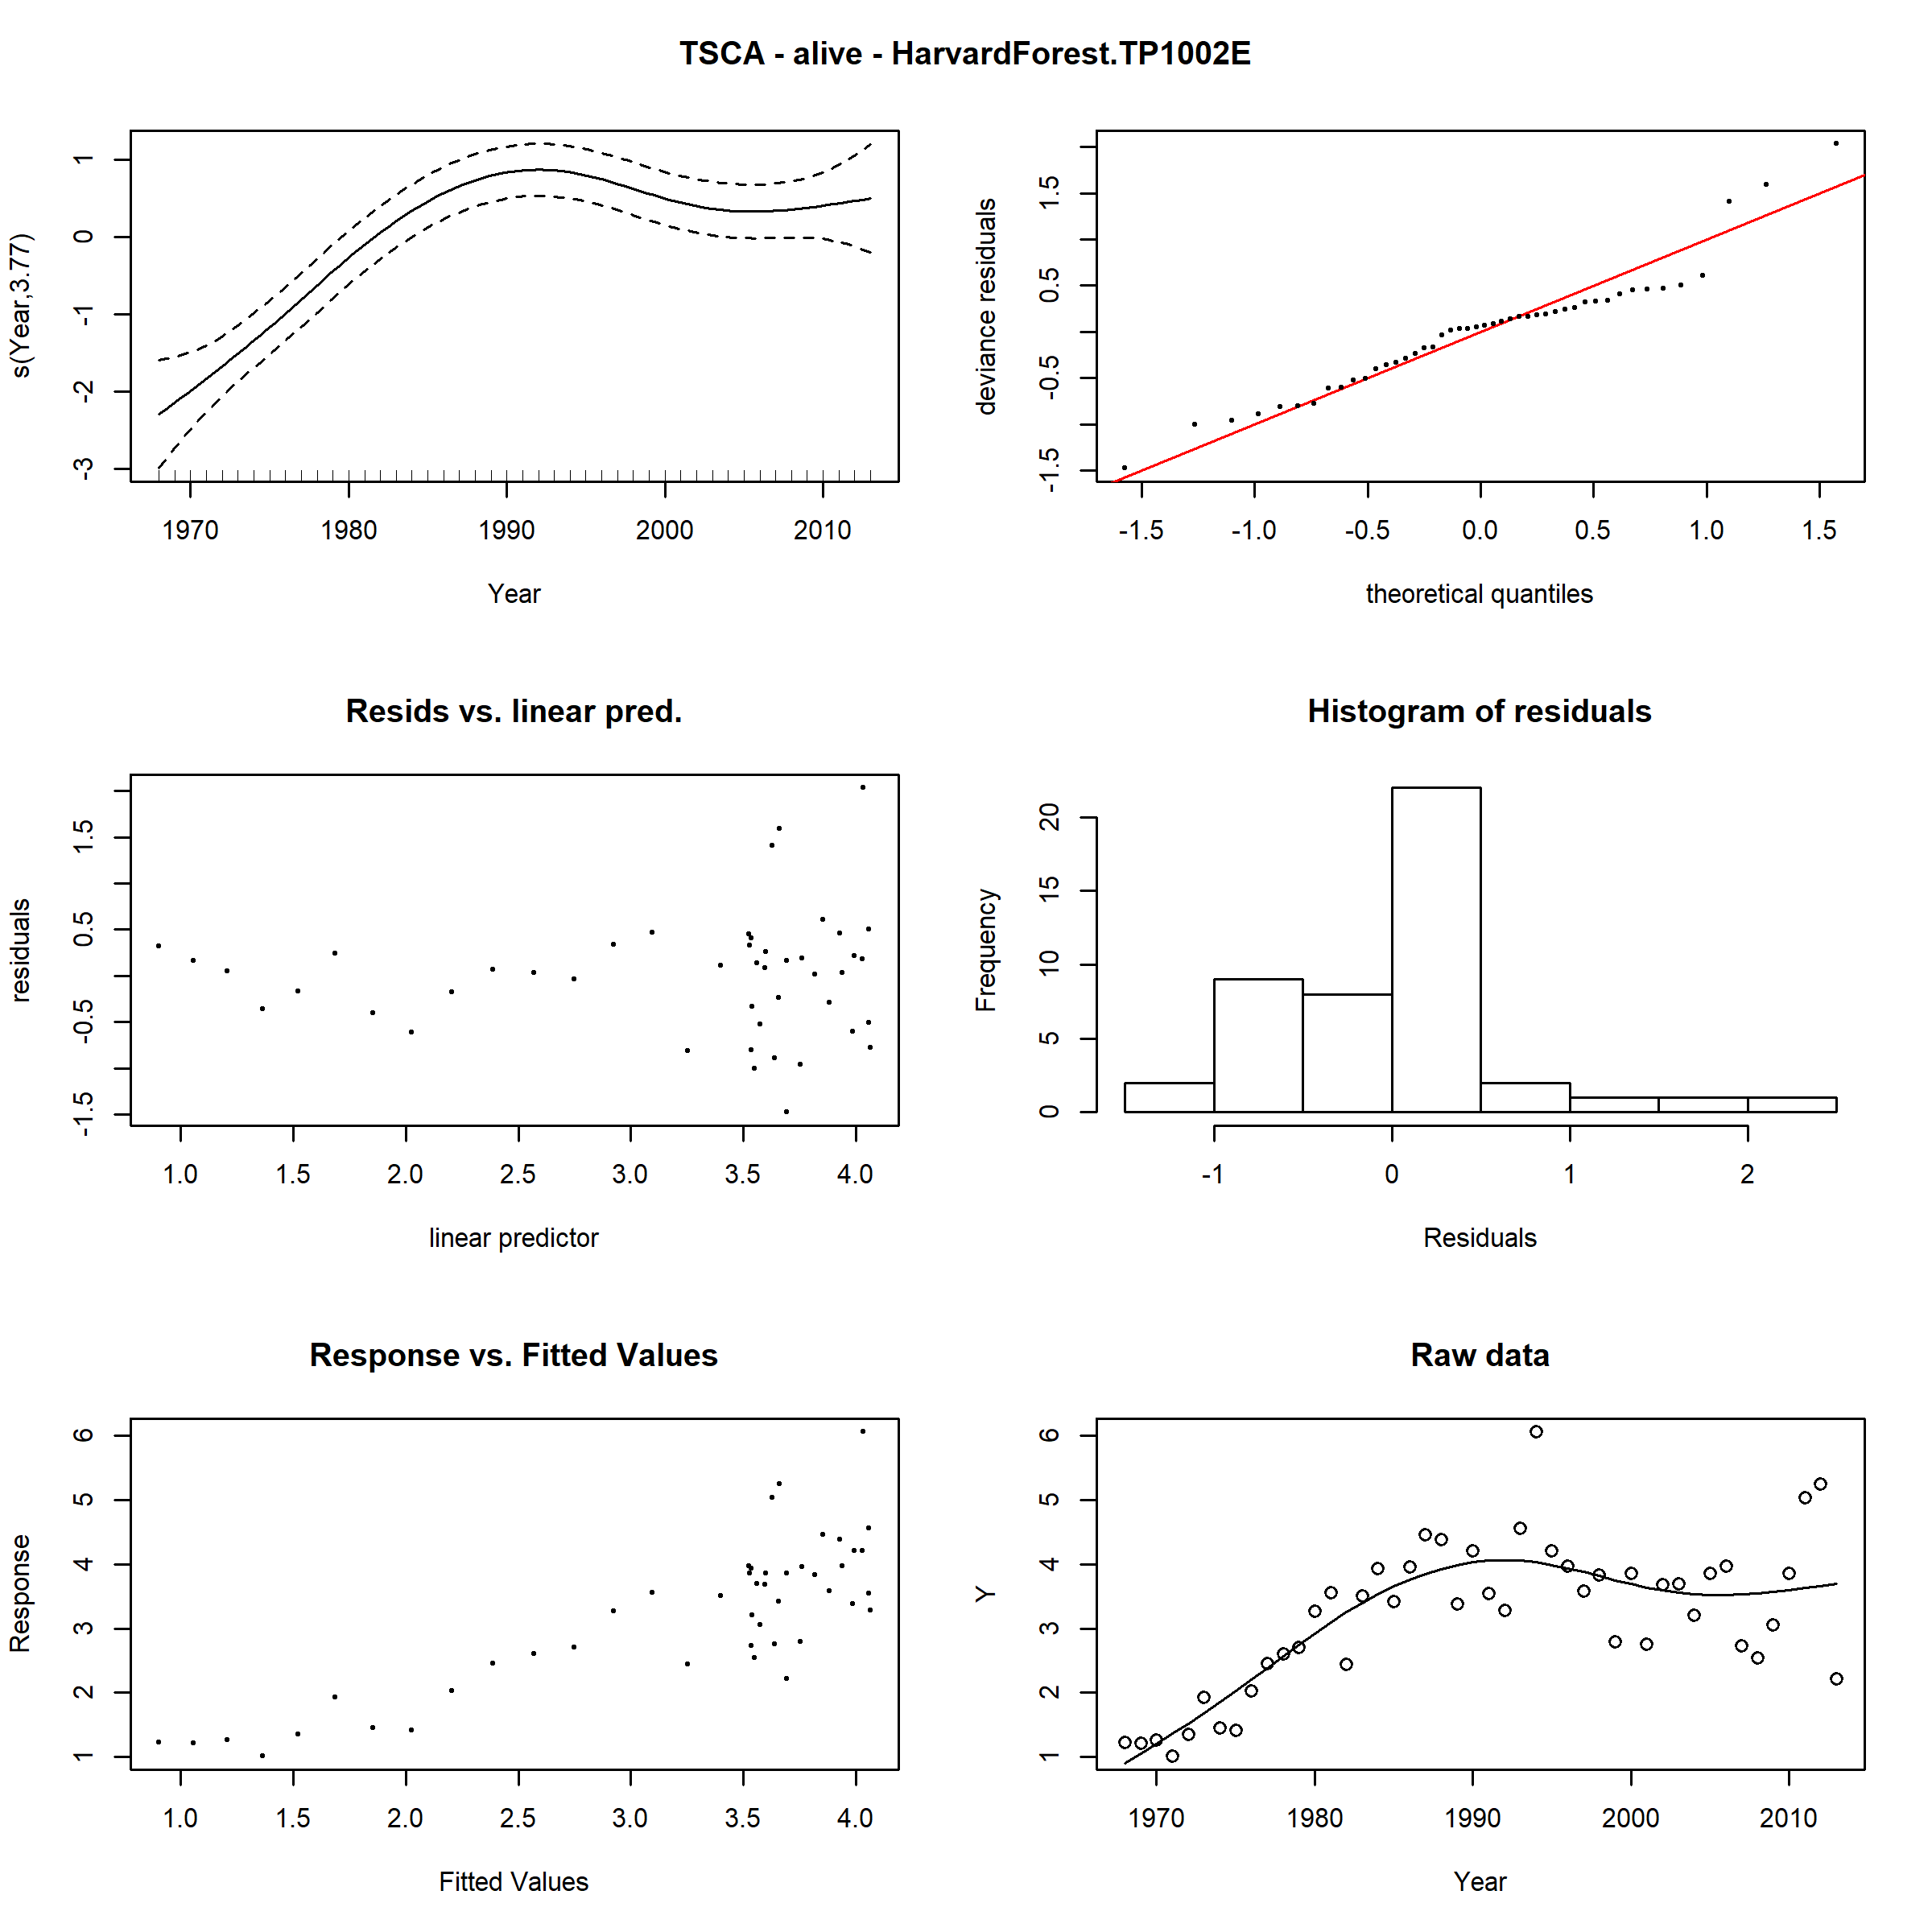 TSCA - alive - HarvardForest.TP1002E
s(Year,3.77)
1
0
-1
-2
-3
1970 1980 1990 2000 2010
Year
deviance residuals
1.5
0.5
-0.5
-1.5
-1.5 -1.0 -0.5 0.0 0.5 1.0 1.5
theoretical quantiles
Resids vs. linear pred.
residuals
1.5
0.5
-0.5
-1.5
1.0 1.5 2.0 2.5 3.0 3.5 4.0
linear predictor
Histogram of residuals
Frequency
20
15
10
5
0
-1 0 1 2
Residuals
Response vs. Fitted Values
Response
6
5
4
3
2
1
1.0 1.5 2.0 2.5 3.0 3.5 4.0
Fitted Values
Raw data
Y
6
5
4
3
2
1
1970 1980 1990 2000 2010
Year